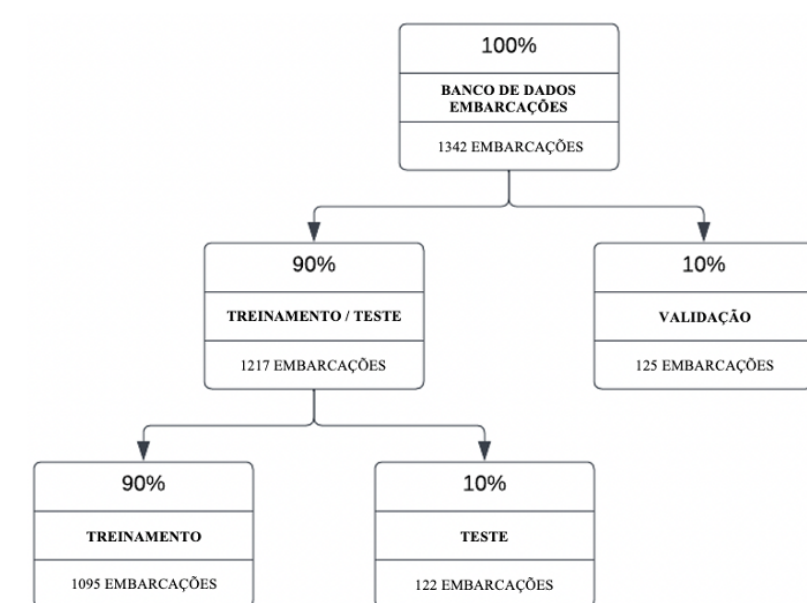 100%
BANCO DE DADOS
EMBARCAÇÕES
1342 EMBARCAÇÕES
90%
TREINAMENTO / TESTE
1217 EMBARCAÇÕES
10%
VALIDAÇÃO
125 EMBARCAÇÕES
90%
TREINAMENTO
1095 EMBARCAÇÕES
10%
TESTE
122 EMBARCAÇÕES